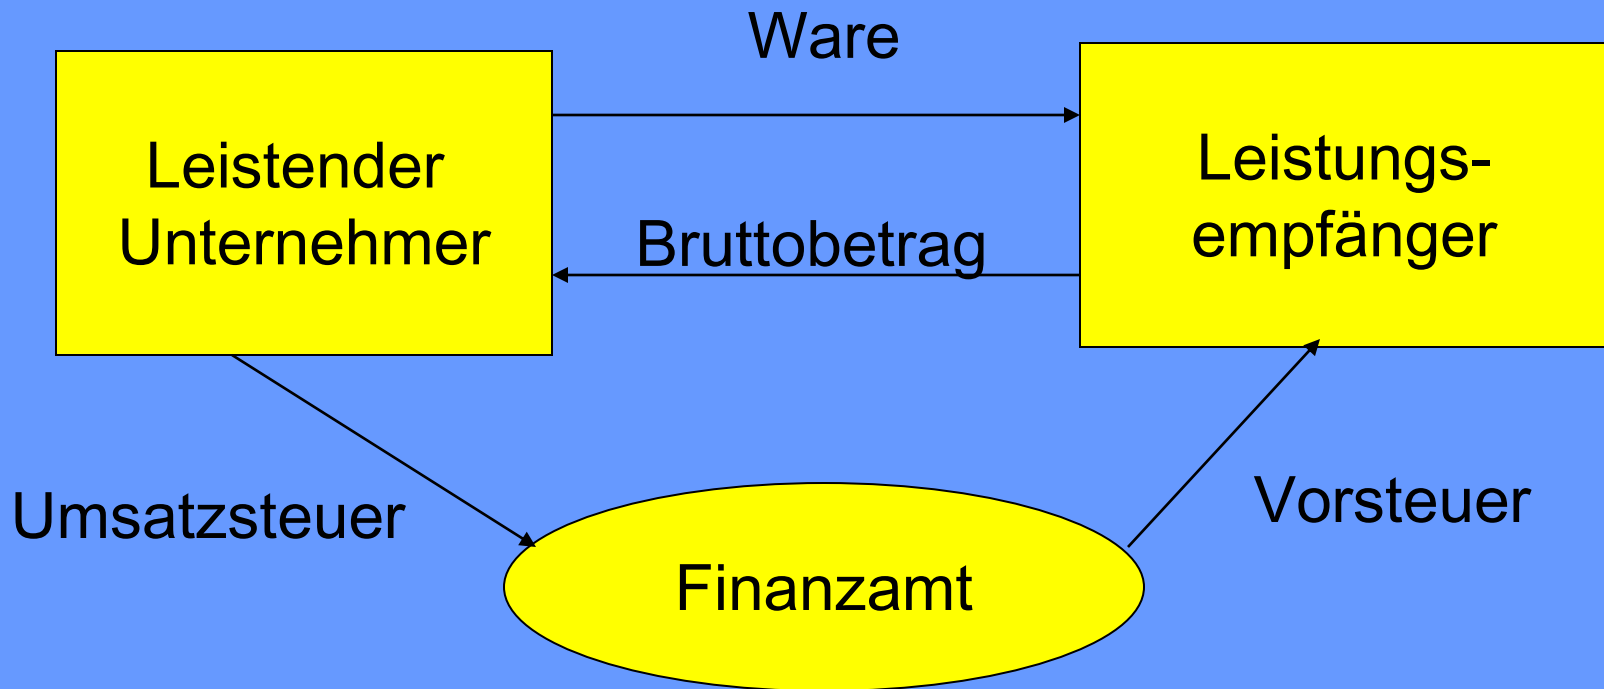 Ware
Leistender
Unternehmer
Leistungs-
empfänger
Bruttobetrag
Umsatzsteuer
Vorsteuer
Finanzamt